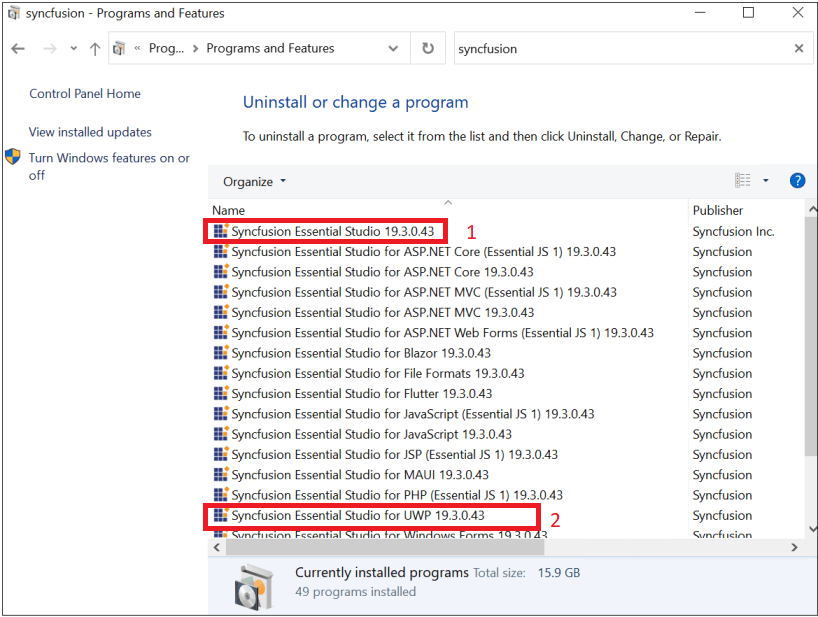 syncfusion - Programs and Features
« Prog... > Programs and Features
syncfusion
Control Panel Home
View installed updates
Turn Windows features on or
off
Uninstall or change a program
To uninstall a program, select it from the list and then click Uninstall, Change, or Repair.
Organize
?
Name Publisher
Syncfusion Essential Studio 19.3.0.43 1 Syncfusion Inc.
Syncfusion Essential Studio for ASP.NET Core (Essential JS 1) 19.3.0.43 Syncfusion
Syncfusion Essential Studio for ASP.NET Core 19.3.0.43 Syncfusion
Syncfusion Essential Studio for ASP.NET MVC (Essential JS 1) 19.3.0.43 Syncfusion
Syncfusion Essential Studio for ASP.NET MVC 19.3.0.43 Syncfusion
Syncfusion Essential Studio for ASP.NET Web Forms (Essential JS 1) 19.3.0.43 Syncfusion
Syncfusion Essential Studio for Blazor 19.3.0.43 Syncfusion
Syncfusion Essential Studio for File Formats 19.3.0.43 Syncfusion
Syncfusion Essential Studio for Flutter 19.3.0.43 Syncfusion
Syncfusion Essential Studio for JavaScript (Essential JS 1) 19.3.0.43 Syncfusion
Syncfusion Essential Studio for JavaScript 19.3.0.43 Syncfusion
Syncfusion Essential Studio for JSP (Essential JS 1) 19.3.0.43 Syncfusion
Syncfusion Essential Studio for MAUI 19.3.0.43 Syncfusion
Syncfusion Essential Studio for PHP (Essential JS 1) 19.3.0.43 Syncfusion
Syncfusion Essential Studio for UWP 19.3.0.43 2 Syncfusion
Syncfusion Essential Studio for Windows Forms 19.3.0.43 Syncfusion
Currently installed programs Total size: 15.9 GB
49 programs installed